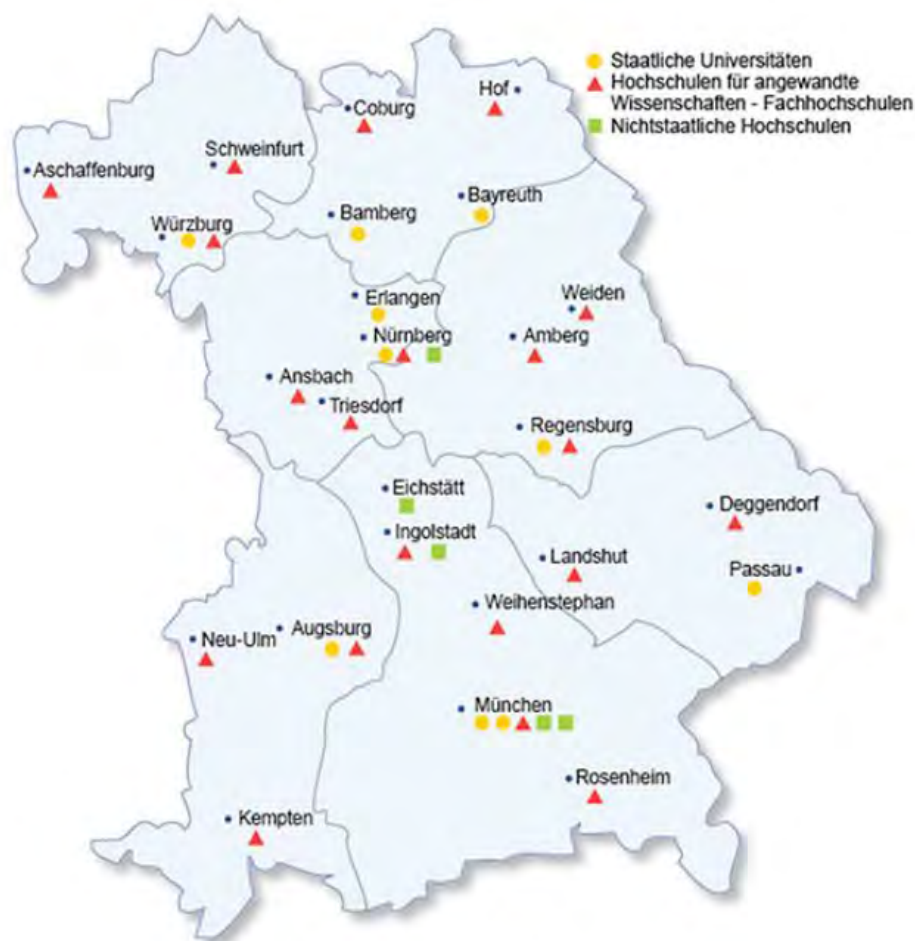 Staatliche Universitäten
Hochschulen für angewandte
Wissenschaften - Fachhochschulen
Nichtstaatliche Hochschulen
Hof
Coburg
Schweinfurt
Aschaffenburg
Bayreuth
Bamberg
Würzburg
Weiden
Erlangen
Nürnberg
Amberg
Ansbach
Triesdorf
Regensburg
Eichstätt
Deggendorf
Ingolstadt
Landshut
Passau
Weihenstephan
Neu-Ulm
Augsburg
München
Rosenheim
Kempten